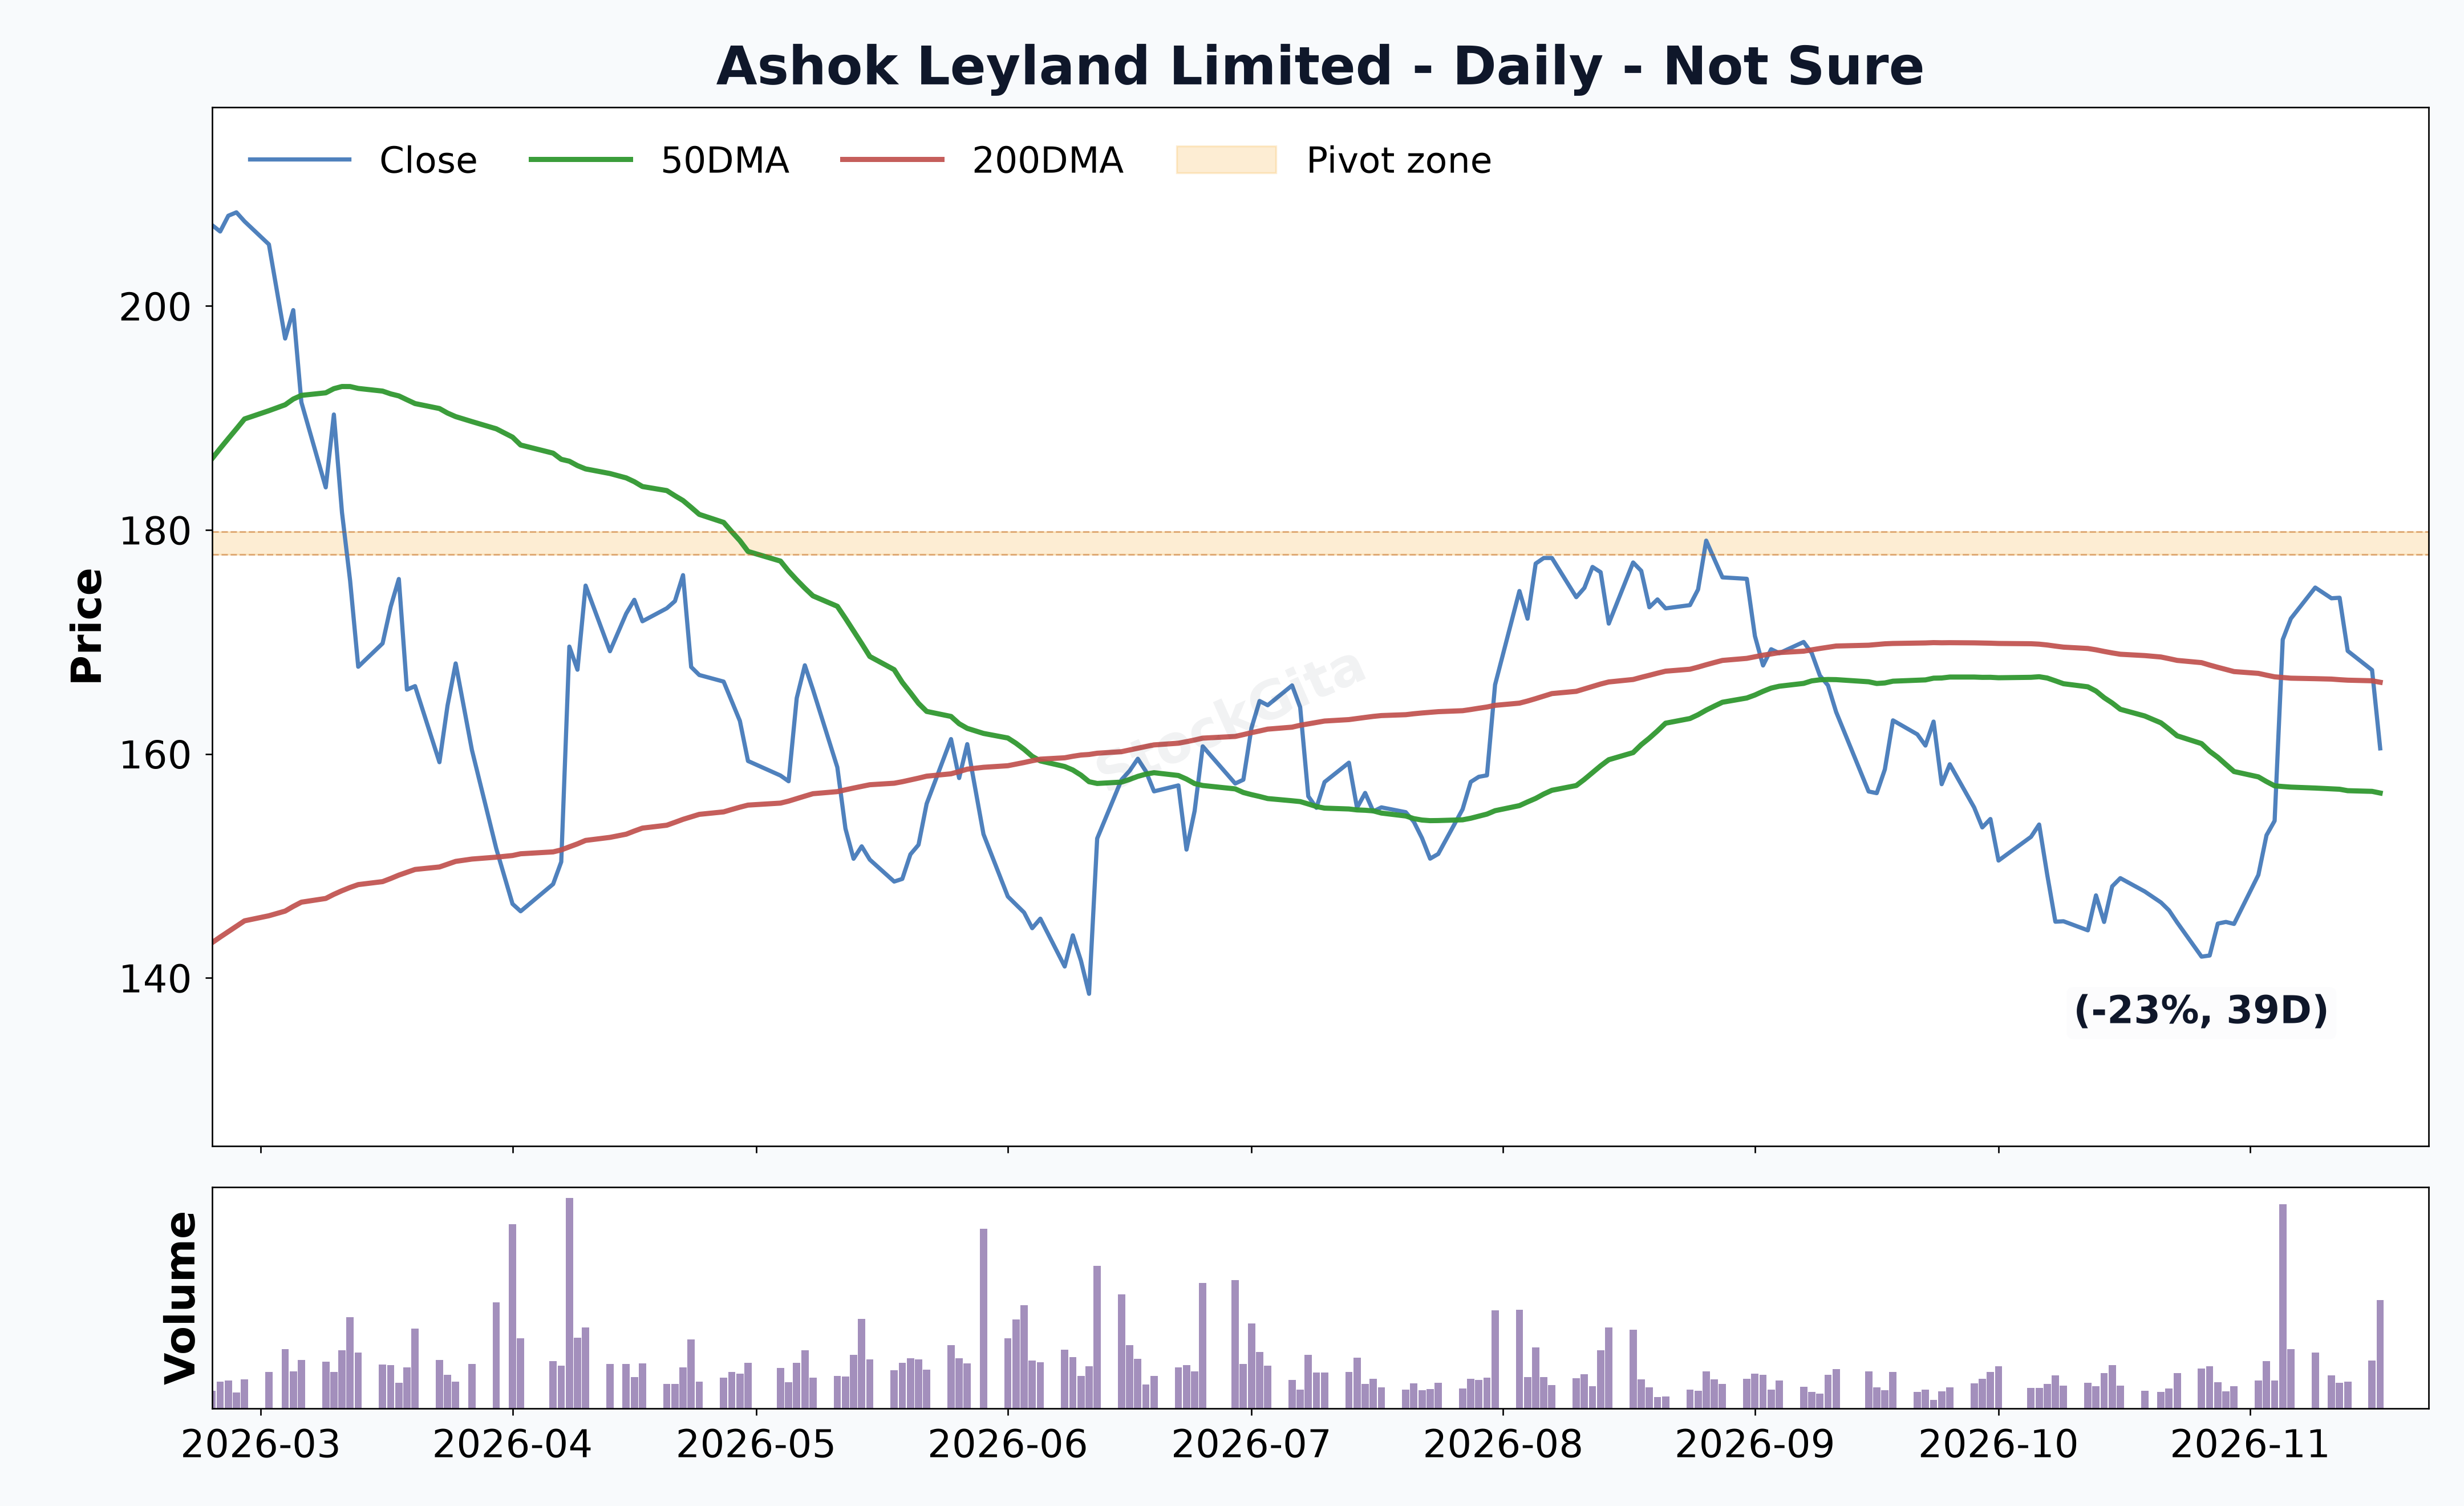 Ashok Leyland Limited - Daily - Not Sure
Close 50DMA 200DMA Pivot zone
Price
200
180
160
140
StockGita
(-23%, 39D)
Volume
2026-03 2026-04 2026-05 2026-06 2026-07 2026-08 2026-09 2026-10 2026-11